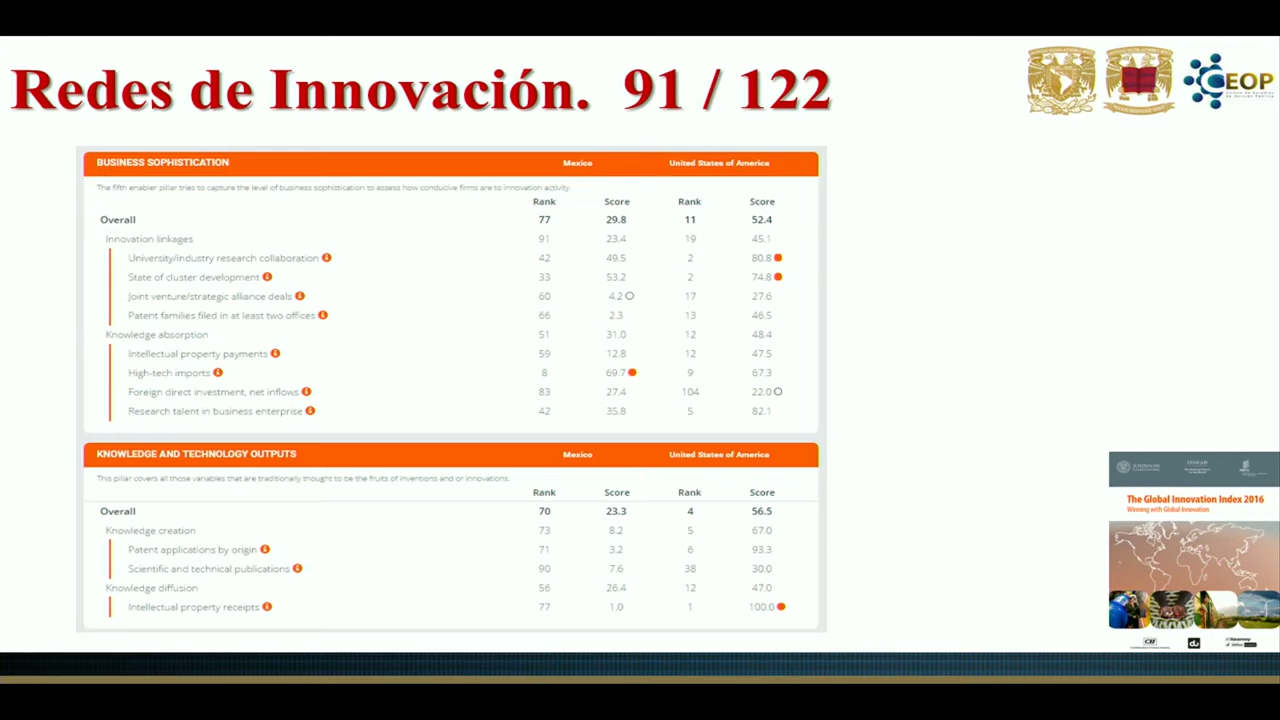 Redes de Innovación. 91 / 122
EOP
BUSINESS SOPHISTICATION Mexico United States of America
The fifth enabler pillar tries to capture the level of business sophistication to assess how conducive firms are to innovation activity.
Rank Score Rank Score
Overall 77 29.8 11 52.4
Innovation linkages 91 23.4 19 45.1
University/industry research collaboration 42 49.5 2 80.8
State of cluster development 33 53.2 2 74.8
Joint venture/strategic alliance deals 60 4.2 17 27.6
Patent families filed in at least two offices 66 2.3 13 46.5
Knowledge absorption 51 31.0 12 48.4
Intellectual property payments 59 12.8 12 47.5
High-tech imports 8 69.7 9 67.3
Foreign direct investment, net inflows 83 27.4 104 22.0
Research talent in business enterprise 42 35.8 5 82.1
KNOWLEDGE AND TECHNOLOGY OUTPUTS Mexico United States of America
This pillar covers all those variables that are traditionally thought to be the fruits of inventions and or innovations.
Rank Score Rank Score
Overall 70 23.3 4 56.5
Knowledge creation 73 8.2 5 67.0
Patent applications by origin 71 3.2 6 93.3
Scientific and technical publications 90 7.6 38 30.0
Knowledge diffusion 56 26.4 12 47.0
Intellectual property receipts 77 1.0 1 100.0
The Global Innovation Index 2016
Winning with Global Innovation